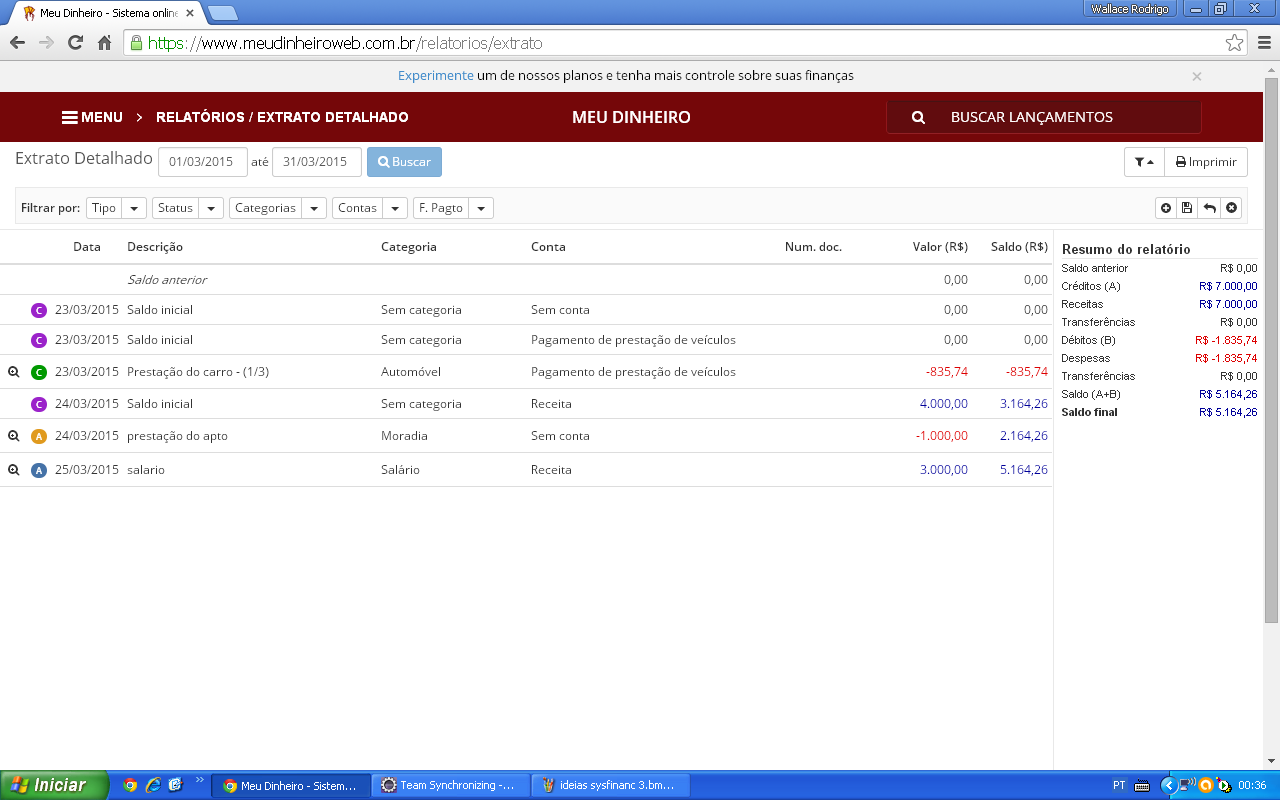 Meu Dinheiro - Sistema online
Wallace Rodrigo
https://www.meudinheiroweb.com.br/relatorios/extrato
Experimente um de nossos planos e tenha mais controle sobre suas finanças
MENU > RELATÓRIOS / EXTRATO DETALHADO MEU DINHEIRO BUSCAR LANÇAMENTOS
Extrato Detalhado 01/03/2015 até 31/03/2015 Buscar Imprimir
Filtrar por: Tipo Status Categorias Contas F. Pagto
Data Descrição Categoria Conta Num. doc. Valor (R$) Saldo (R$)
Saldo anterior 0,00 0,00
C 23/03/2015 Saldo inicial Sem categoria Sem conta 0,00 0,00
C 23/03/2015 Saldo inicial Sem categoria Pagamento de prestação de veículos 0,00 0,00
C 23/03/2015 Prestação do carro - (1/3) Automóvel Pagamento de prestação de veículos -835,74 -835,74
C 24/03/2015 Saldo inicial Sem categoria Receita 4.000,00 3.164,26
A 24/03/2015 prestação do apto Moradia Sem conta -1.000,00 2.164,26
A 25/03/2015 salario Salário Receita 3.000,00 5.164,26
Resumo do relatório
Saldo anterior R$ 0,00
Créditos (A) R$ 7.000,00
Receitas R$ 7.000,00
Transferências R$ 0,00
Débitos (B) R$ -1.835,74
Despesas R$ -1.835,74
Transferências R$ 0,00
Saldo (A+B) R$ 5.164,26
Saldo final R$ 5.164,26
Iniciar Meu Dinheiro - Sistem... Team Synchronizing -... ideias sysfinanc 3.bm... PT 00:36